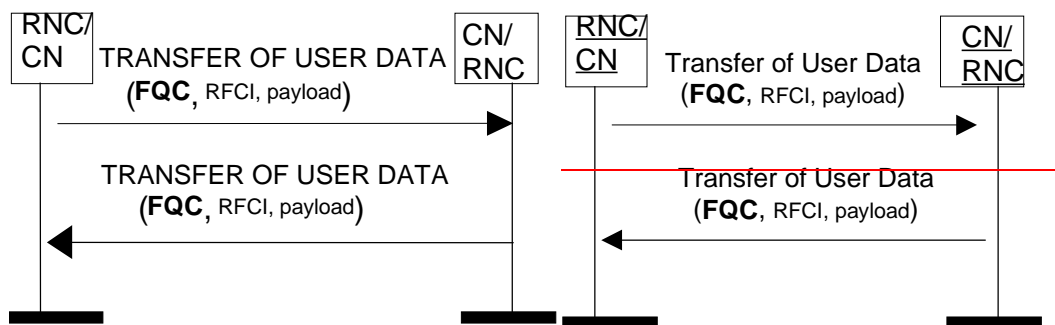 RNC/
CN
CN/
RNC
TRANSFER OF USER DATA
(FQC, RFCI, payload)
TRANSFER OF USER DATA
(FQC, RFCI, payload)
RNC/
CN
CN/
RNC
Transfer of User Data
(FQC, RFCI, payload)
Transfer of User Data
(FQC, RFCI, payload)